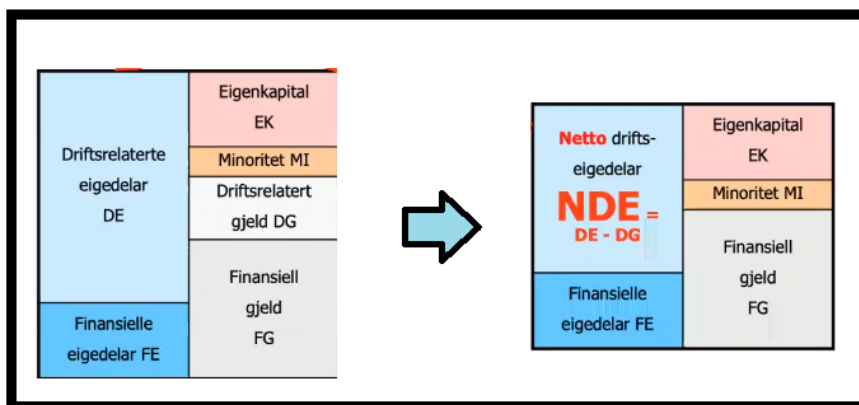 Driftsrelaterte
eigedelar
DE
Finansielle
eigedelar FE
Eigenkapital
EK
Minoritet MI
Driftsrelatert
gjeld DG
Finansiell
gjeld
FG
Netto drifts-
eigedelar
NDE =
DE - DG
Finansielle
eigedelar FE
Eigenkapital
EK
Minoritet MI
Finansiell
gjeld
FG